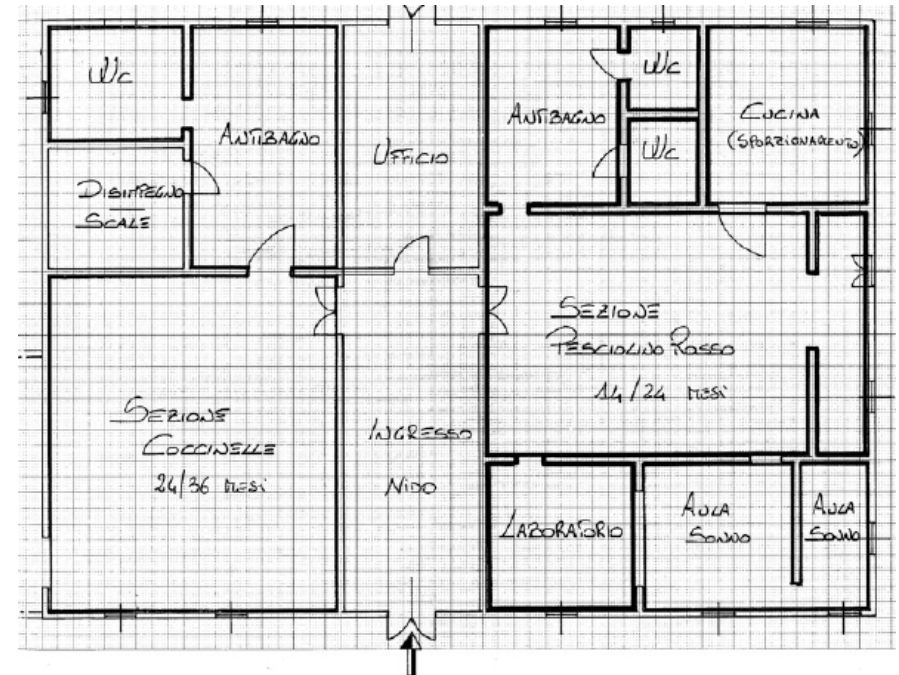 Wc
Antibagno
Disimpegno
Scale
Ufficio
Antibagno
Wc
Wc
Cucina
(Sporzionamento)
Sezione
Coccinelle
24/36 mesi
Ingresso
Nido
Sezione
Pesciolino Rosso
14/24 mesi
Laboratorio
Aula
Sonno
Aula
Sonno